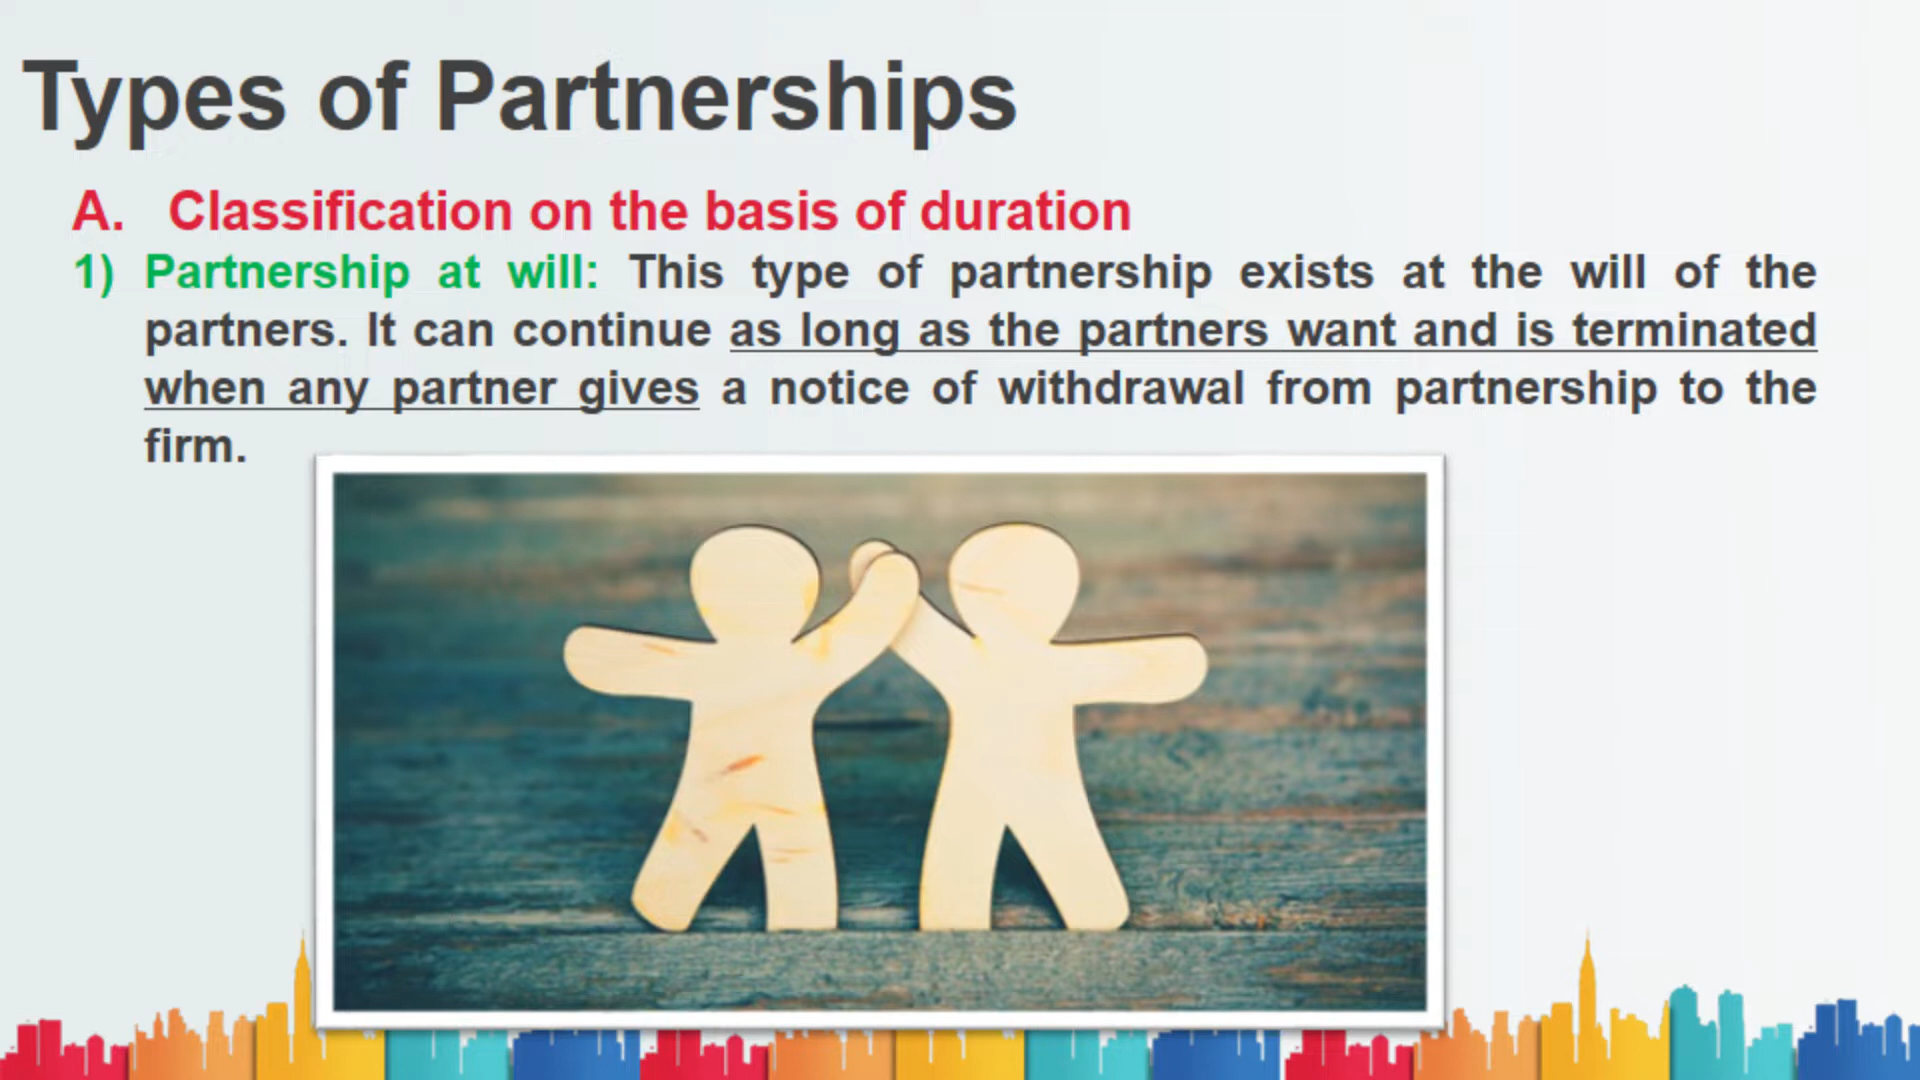 Types of Partnerships
A. Classification on the basis of duration
1) Partnership at will: This type of partnership exists at the will of the
partners. It can continue as long as the partners want and is terminated
when any partner gives a notice of withdrawal from partnership to the
firm.